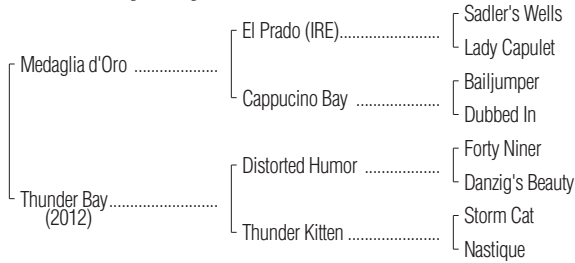 Sadler's Wells
El Prado (IRE)....................
Lady Capulet
Medaglia d'Oro .................
Bailjumper
Cappucino Bay .................
Dubbed In
Forty Niner
Distorted Humor ...............
Danzig's Beauty
Thunder Bay......................
(2012)
Storm Cat
Thunder Kitten ..................
Nastique